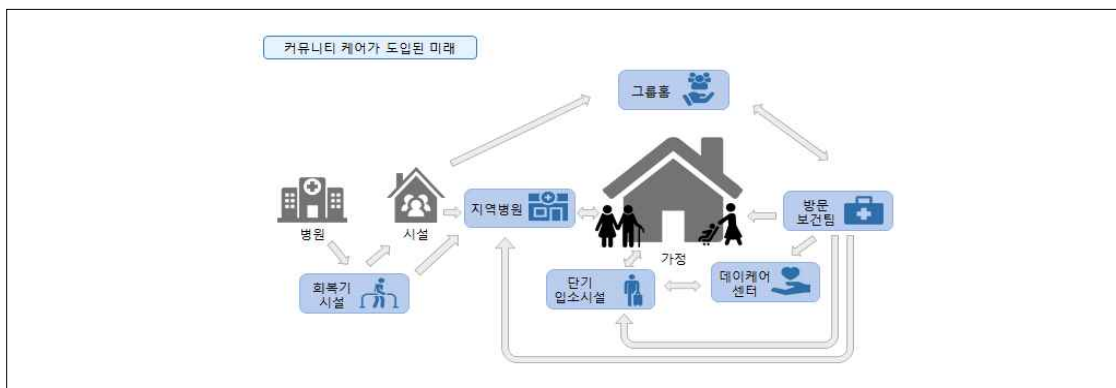 커뮤니티 케어가 도입된 미래
그룹홈
병원
시설
지역병원
가정
방문
보건팀
회복기
시설
단기
입소시설
데이케어
센터